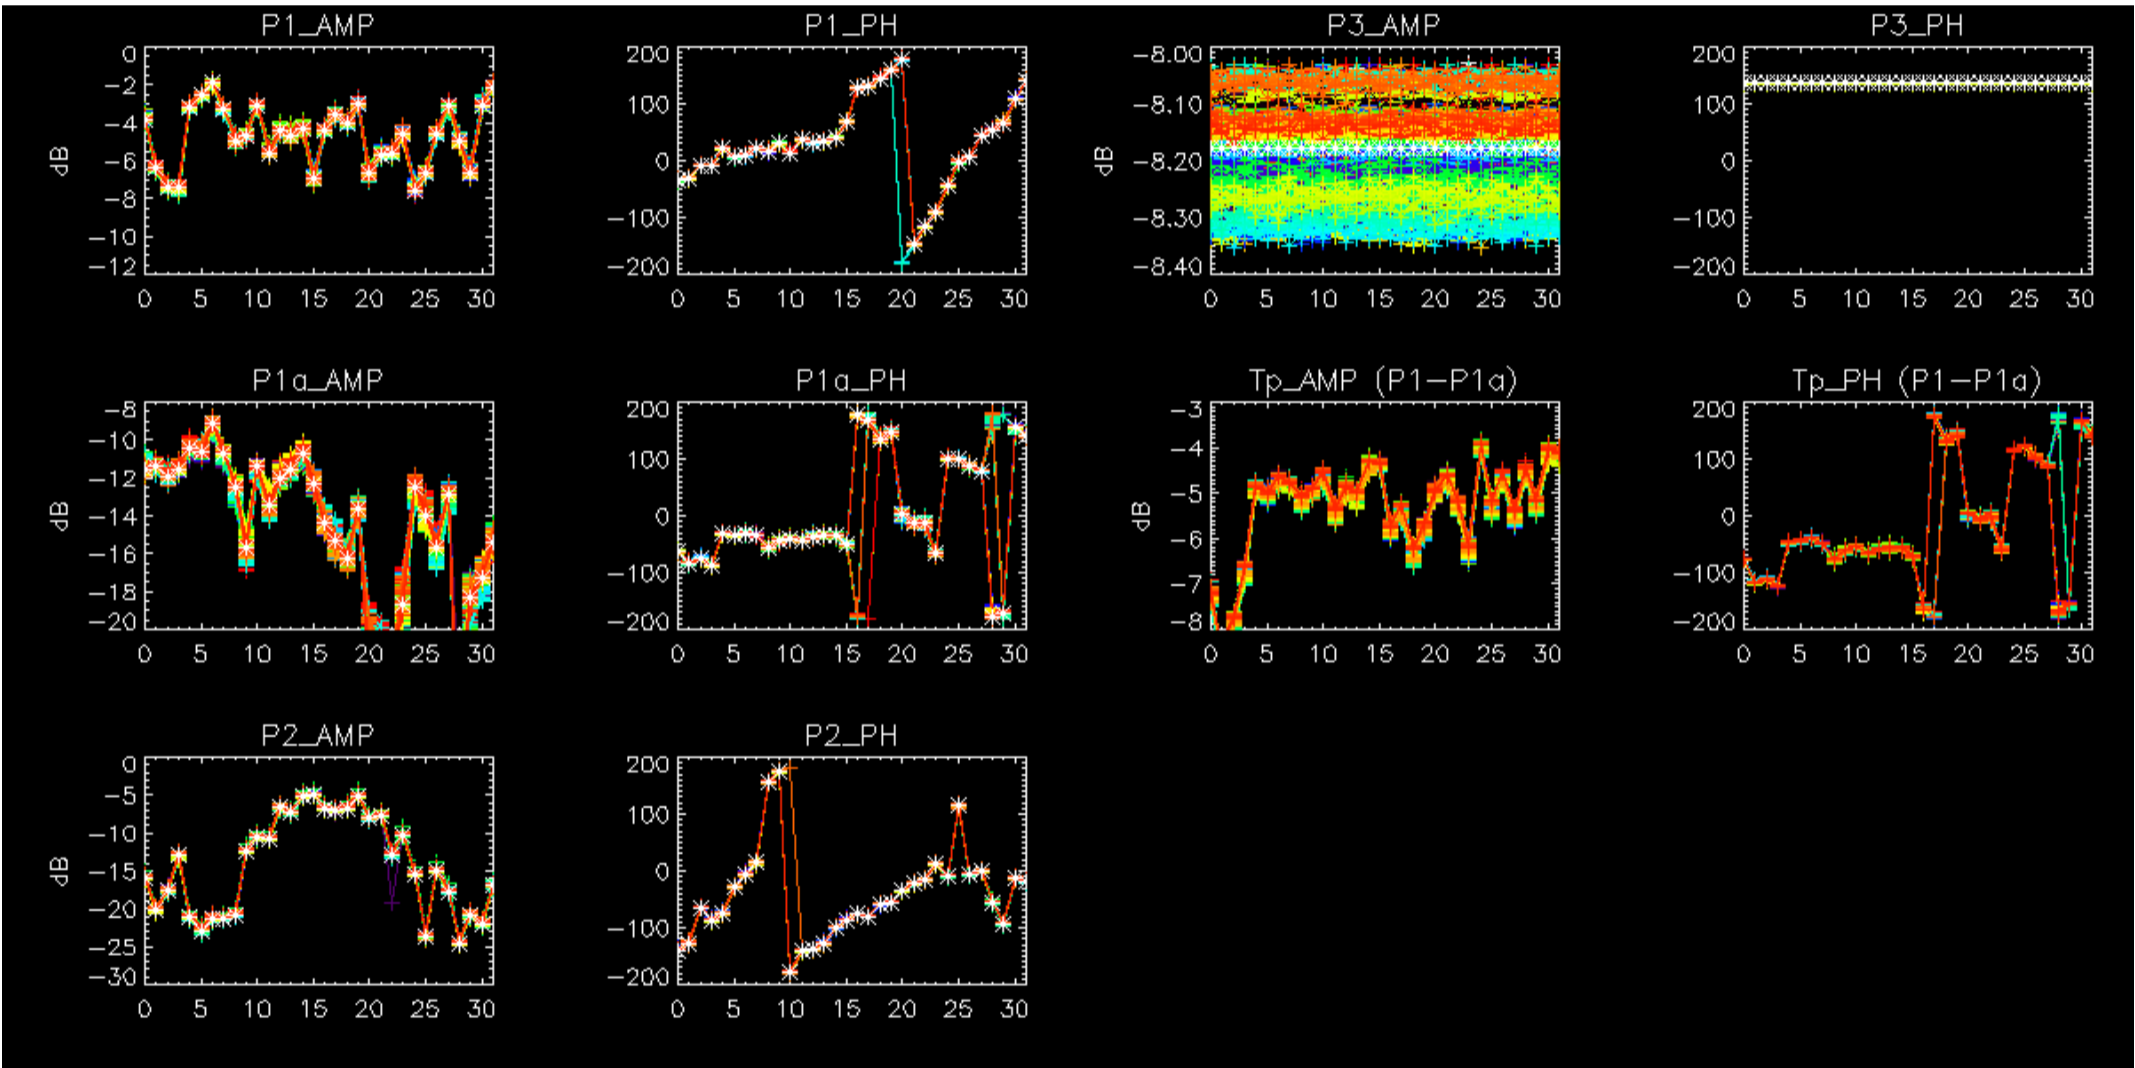 P1_AMP
0
−2
−4
−6
−8
−10
−12
dB
0 5 10 15 20 25 30
P1_PH
200
100
0
−100
−200
0 5 10 15 20 25 30
P3_AMP
−8.00
−8.10
−8.20
−8.30
−8.40
dB
0 5 10 15 20 25 30
P3_PH
200
100
0
−100
−200
0 5 10 15 20 25 30
P1a_AMP
−8
−10
−12
−14
−16
−18
−20
dB
0 5 10 15 20 25 30
P1a_PH
200
100
0
−100
−200
0 5 10 15 20 25 30
Tp_AMP (P1−P1a)
−3
−4
−5
−6
−7
−8
dB
0 5 10 15 20 25 30
Tp_PH (P1−P1a)
200
100
0
−100
−200
0 5 10 15 20 25 30
P2_AMP
0
−5
−10
−15
−20
−25
−30
dB
0 5 10 15 20 25 30
P2_PH
200
100
0
−100
−200
0 5 10 15 20 25 30